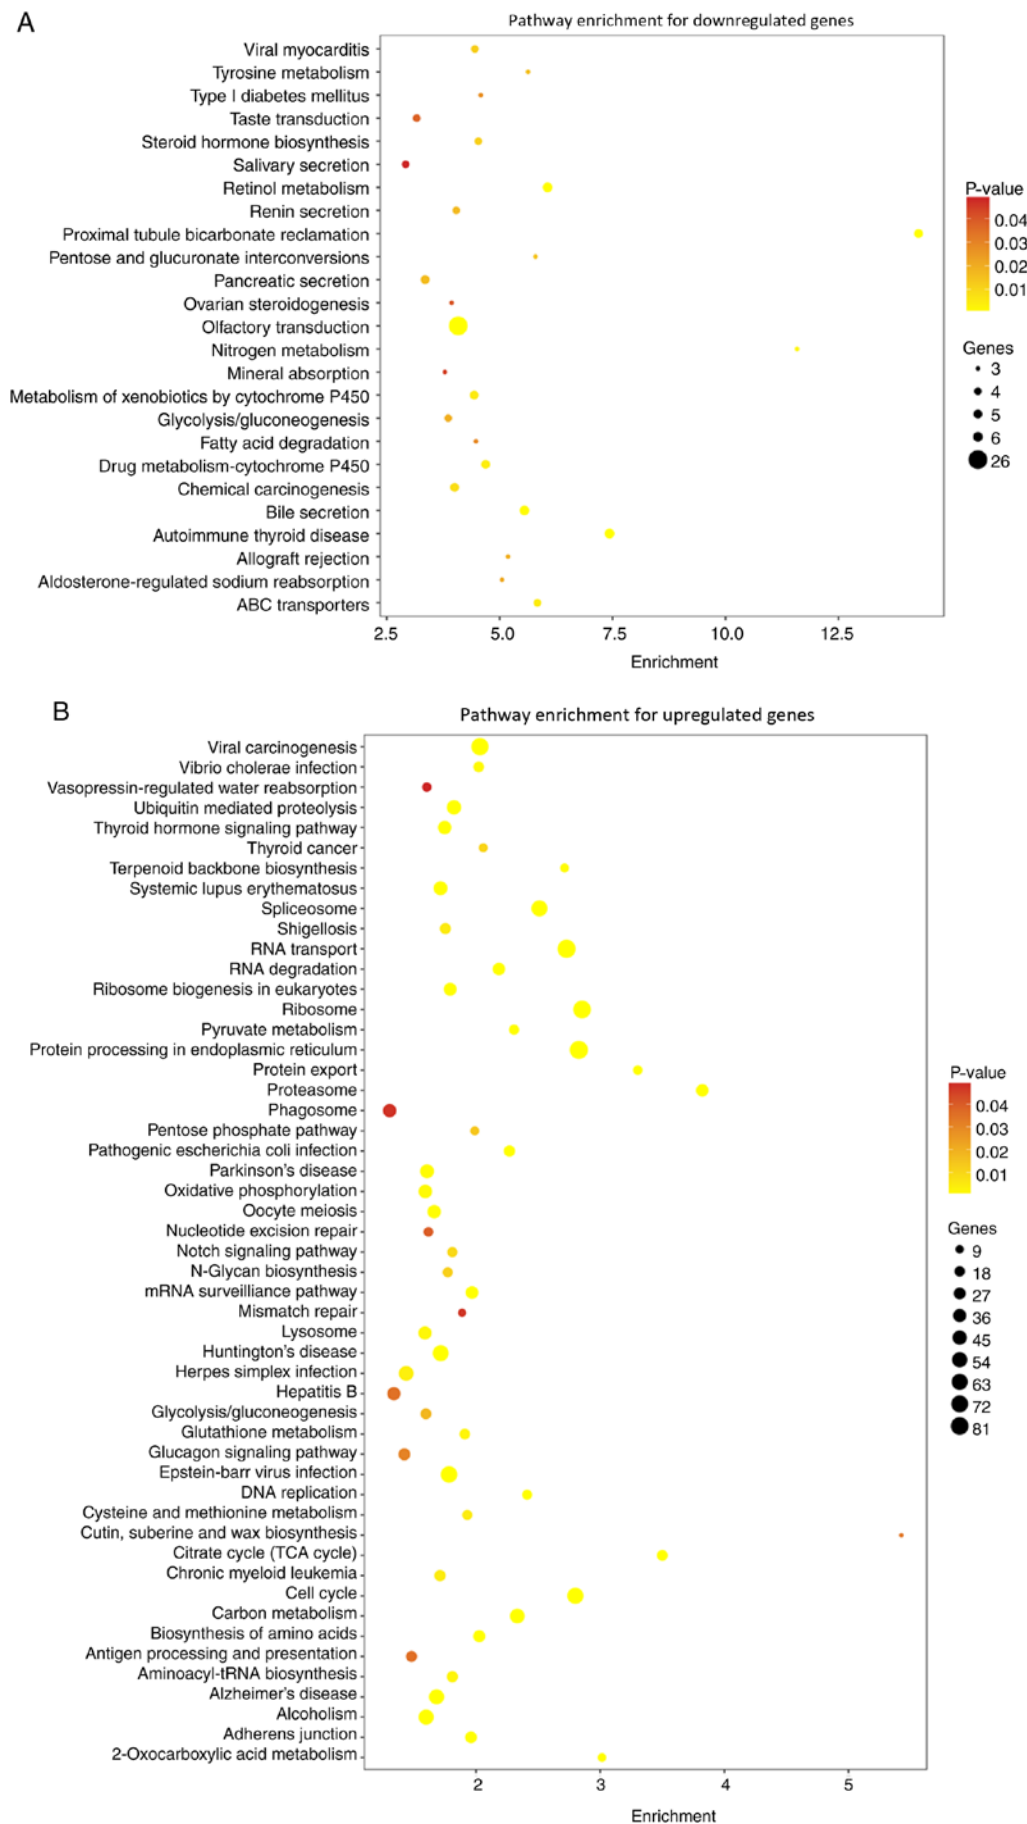 A
Pathway enrichment for downregulated genes
Viral myocarditis
Tyrosine metabolism
Type I diabetes mellitus
Taste transduction
Steroid hormone biosynthesis
Salivary secretion
Retinol metabolism
Renin secretion
Proximal tubule bicarbonate reclamation
Pentose and glucuronate interconversions
Pancreatic secretion
Ovarian steroidogenesis
Olfactory transduction
Nitrogen metabolism
Mineral absorption
Metabolism of xenobiotics by cytochrome P450
Glycolysis/gluconeogenesis
Fatty acid degradation
Drug metabolism-cytochrome P450
Chemical carcinogenesis
Bile secretion
Autoimmune thyroid disease
Allograft rejection
Aldosterone-regulated sodium reabsorption
ABC transporters
2.5 5.0 7.5 10.0 12.5
Enrichment
P-value
0.04
0.03
0.02
0.01
Genes
3
4
5
6
26
B
Pathway enrichment for upregulated genes
Viral carcinogenesis
Vibrio cholerae infection
Vasopressin-regulated water reabsorption
Ubiquitin mediated proteolysis
Thyroid hormone signaling pathway
Thyroid cancer
Terpenoid backbone biosynthesis
Systemic lupus erythematosus
Spliceosome
Shigellosis
RNA transport
RNA degradation
Ribosome biogenesis in eukaryotes
Ribosome
Pyruvate metabolism
Protein processing in endoplasmic reticulum
Protein export
Proteasome
Phagosome
Pentose phosphate pathway
Pathogenic escherichia coli infection
Parkinson's disease
Oxidative phosphorylation
Oocyte meiosis
Nucleotide excision repair
Notch signaling pathway
N-Glycan biosynthesis
mRNA surveillance pathway
Mismatch repair
Lysosome
Huntington's disease
Herpes simplex infection
Hepatitis B
Glycolysis/gluconeogenesis
Glutathione metabolism
Glucagon signaling pathway
Epstein-barr virus infection
DNA replication
Cysteine and methionine metabolism
Cutin, suberine and wax biosynthesis
Citrate cycle (TCA cycle)
Chronic myeloid leukemia
Cell cycle
Carbon metabolism
Biosynthesis of amino acids
Antigen processing and presentation
Aminoacyl-tRNA biosynthesis
Alzheimer's disease
Alcoholism
Adherens junction
2-Oxocarboxylic acid metabolism
2 3 4 5
Enrichment
P-value
0.04
0.03
0.02
0.01
Genes
9
18
27
36
45
54
63
72
81